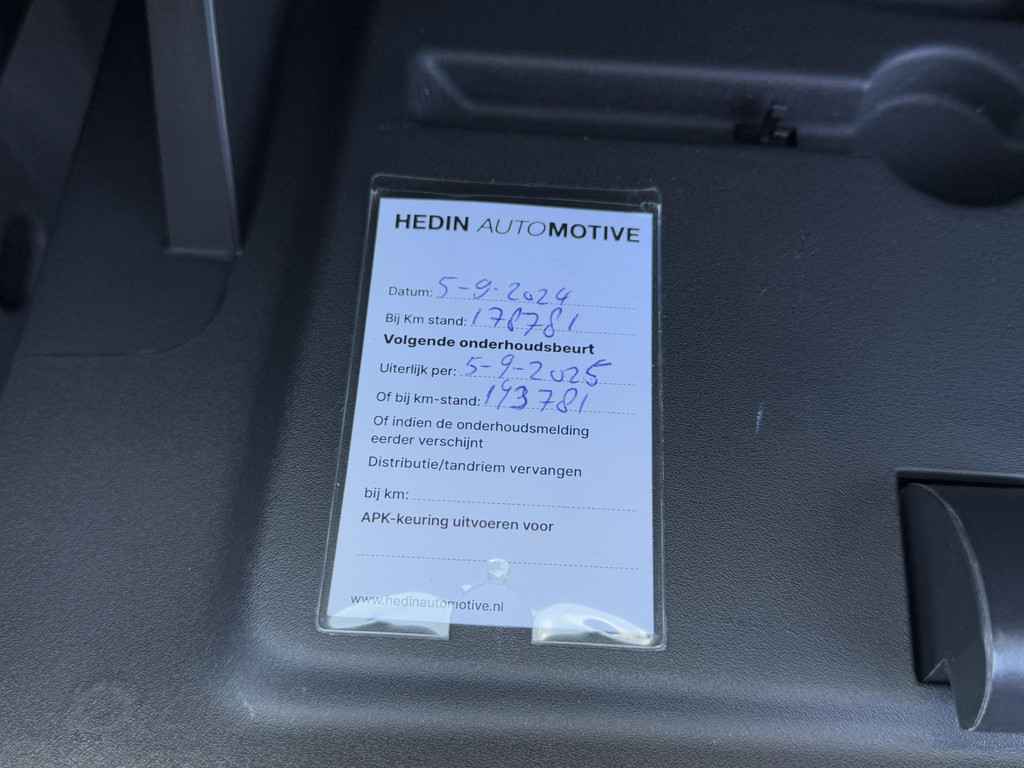 HEDIN AUTOMOTIVE
Datum: 5-9-2024
Bij Km stand: 178781
Volgende onderhoudsbeurt
Uiterlijk per: 5-9-2025
Of bij km-stand: 193781
Of indien de onderhoudsmelding
eerder verschijnt
Distributie/tandriem vervangen
bij km:
APK-keuring uitvoeren voor
www.hedinautomotive.nl